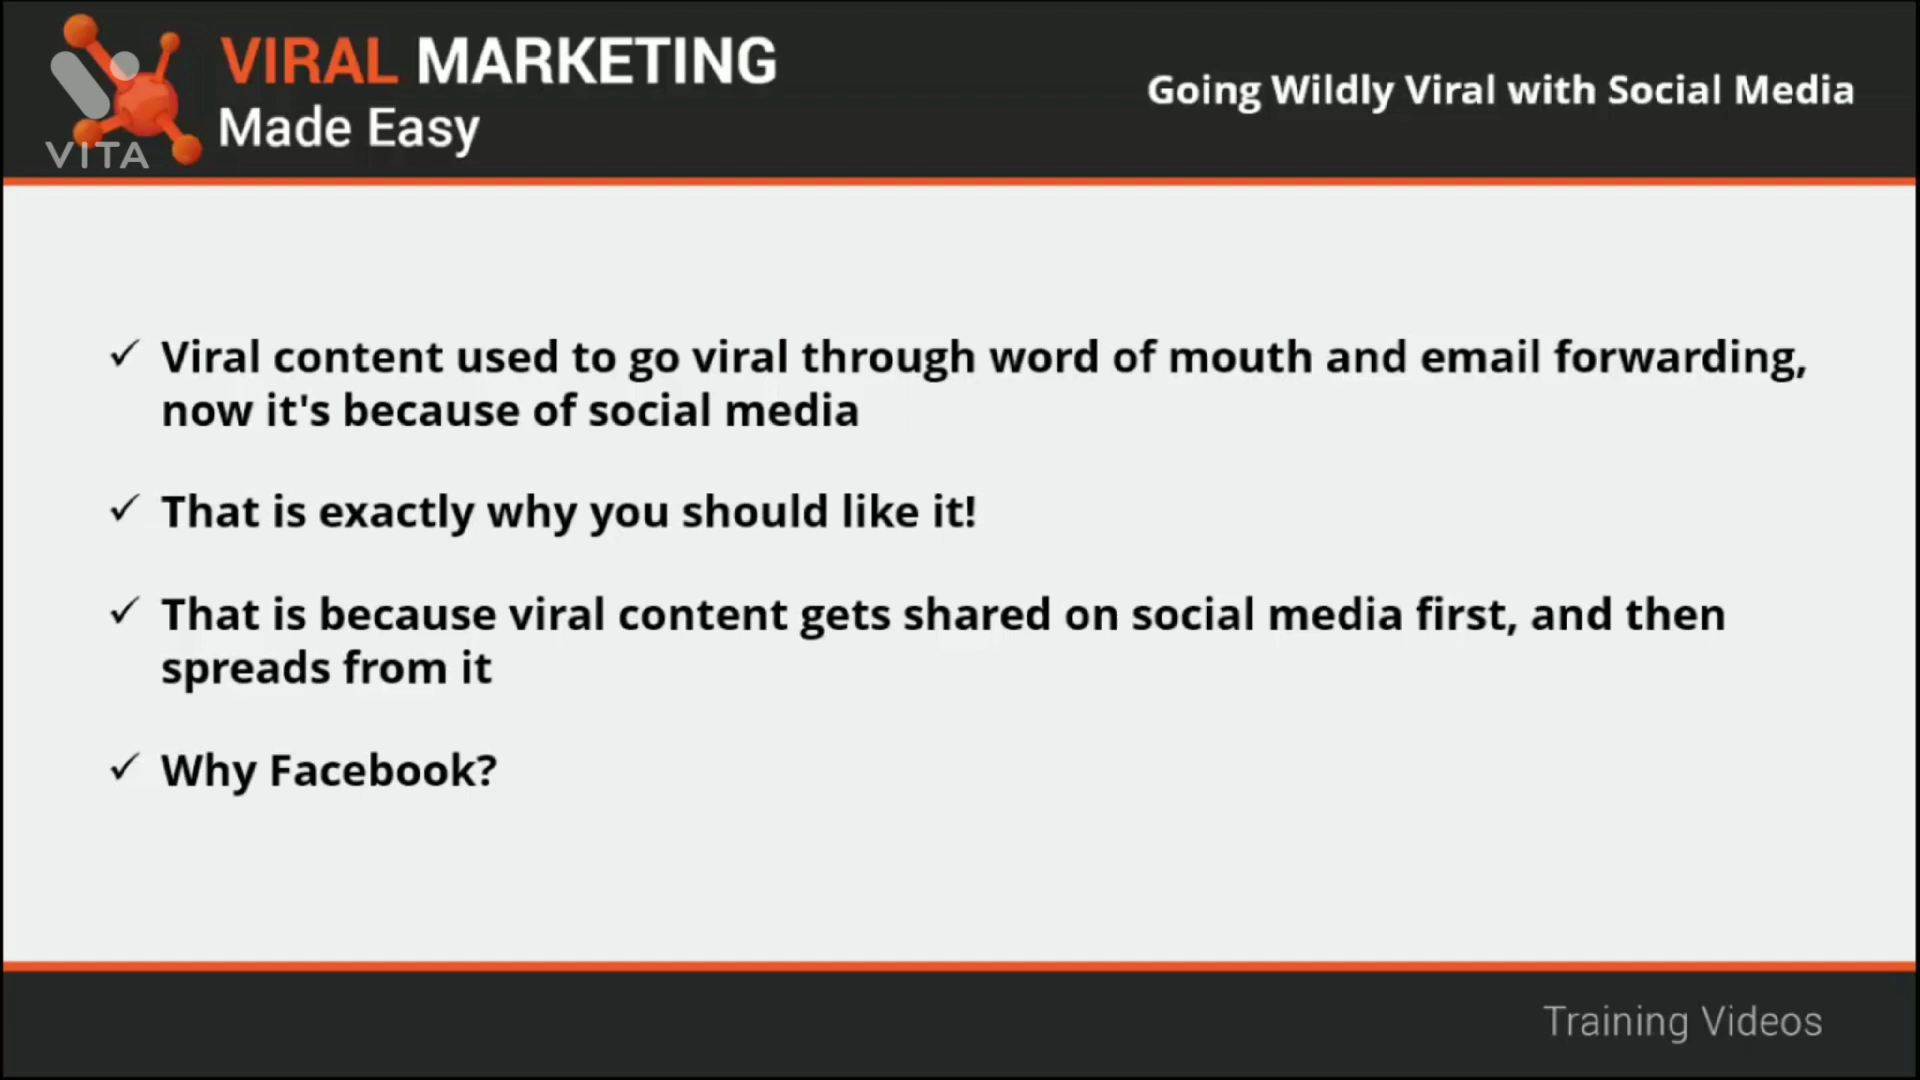 VIRAL MARKETING
Made Easy
VITA
Going Wildly Viral with Social Media
✓ Viral content used to go viral through word of mouth and email forwarding,
now it's because of social media
✓ That is exactly why you should like it!
✓ That is because viral content gets shared on social media first, and then
spreads from it
✓ Why Facebook?
Training Videos